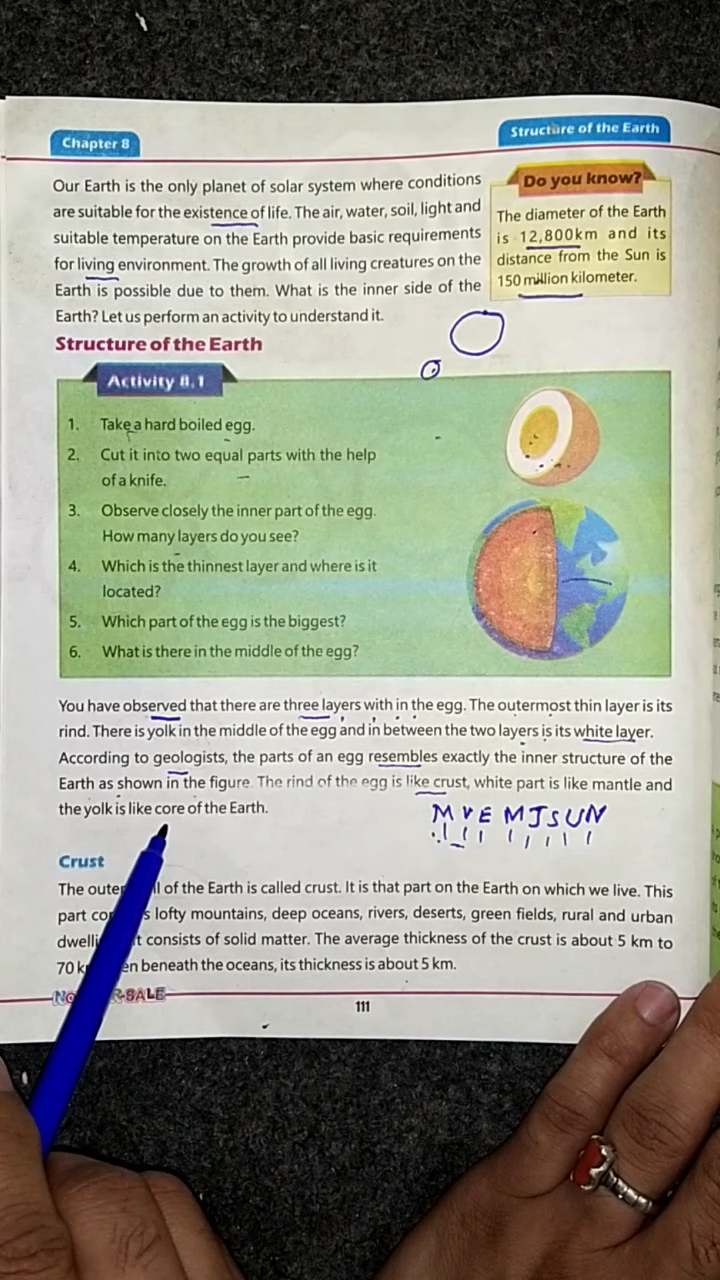 Chapter 8
Structure of the Earth
Our Earth is the only planet of solar system where conditions
are suitable for the existence of life. The air, water, soil, light and
suitable temperature on the Earth provide basic requirements
for living environment. The growth of all living creatures on the
Earth is possible due to them. What is the inner side of the
Earth? Let us perform an activity to understand it.
Do you know?
The diameter of the Earth
is 12,800km and its
distance from the Sun is
150 million kilometer.
Structure of the Earth
Activity 8.1
1. Take a hard boiled egg.
2. Cut it into two equal parts with the help
of a knife.
3. Observe closely the inner part of the egg.
How many layers do you see?
4. Which is the thinnest layer and where is it
located?
5. Which part of the egg is the biggest?
6. What is there in the middle of the egg?
You have observed that there are three layers with in the egg. The outermost thin layer is its
rind. There is yolk in the middle of the egg and in between the two layers is its white layer.
According to geologists, the parts of an egg resembles exactly the inner structure of the
Earth as shown in the figure. The rind of the egg is like crust, white part is like mantle and
the yolk is like core of the Earth.
M V E M J S U N
Crust
The outer of the Earth is called crust. It is that part on the Earth on which we live. This
part lofty mountains, deep oceans, rivers, deserts, green fields, rural and urban
consists of solid matter. The average thickness of the crust is about 5 km to
70 beneath the oceans, its thickness is about 5 km.
SALE
111